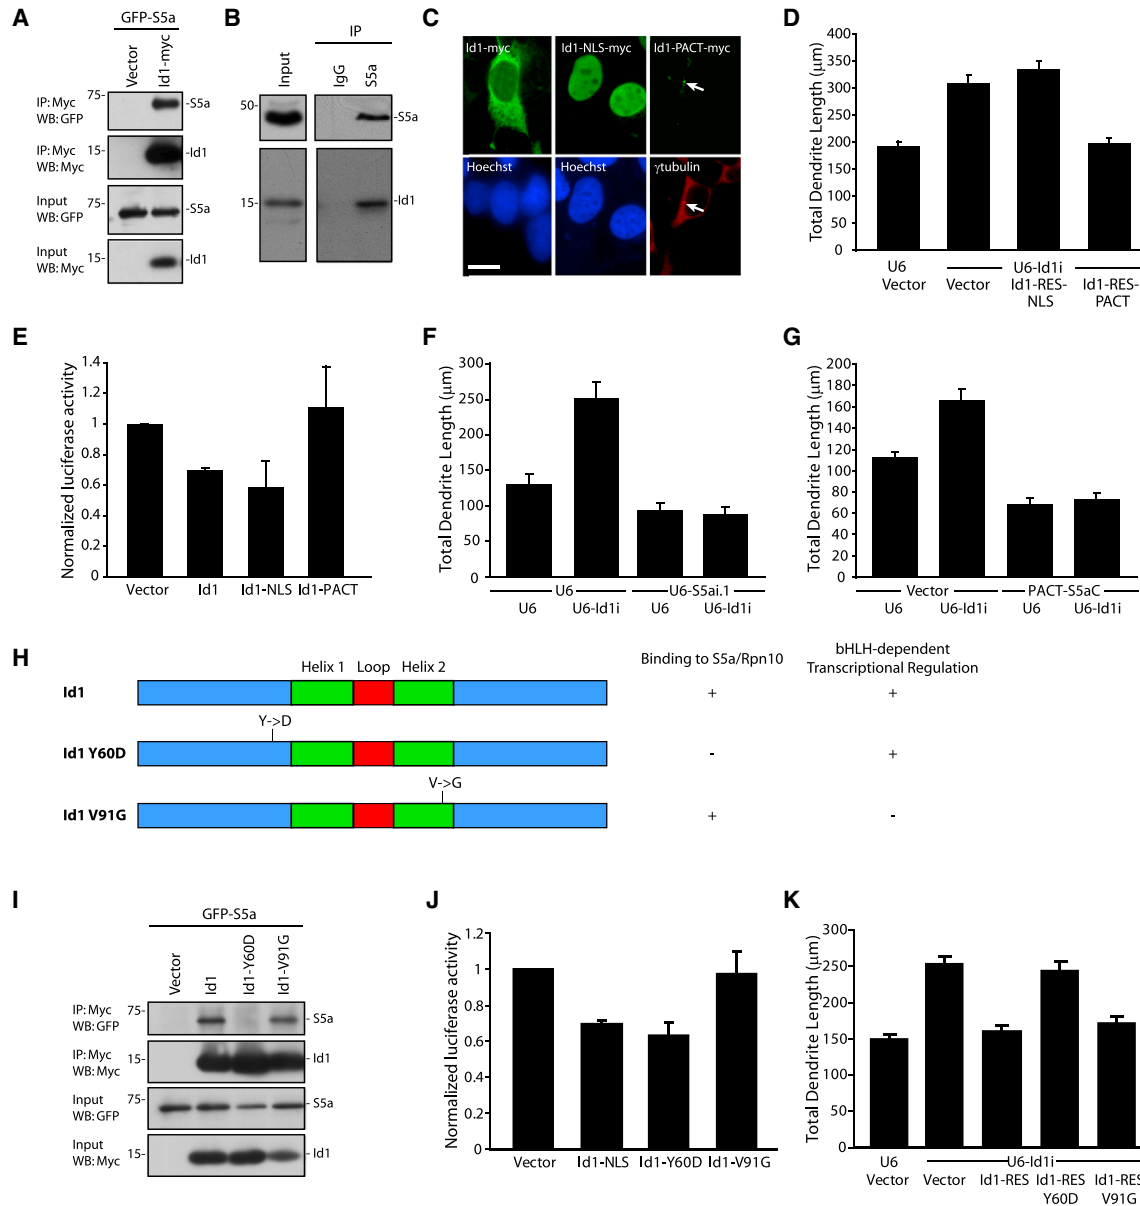 A
GFP-S5a
Vector
Id1-myc
IP: Myc
WB: GFP
75-
-S5a
IP: Myc
WB: Myc
15-
-Id1
Input
WB: GFP
75-
-S5a
Input
WB: Myc
15-
-Id1
B
IP
Input
IgG
S5a
50-
-S5a
15-
-Id1
C
Id1-myc
Id1-NLS-myc
Id1-PACT-myc
Hoechst
Hoechst
γtubulin
D
Total Dendrite Length (μm)
400
350
300
250
200
150
100
50
0
U6
Vector
Vector
U6-Id1i
Id1-RES-
NLS
Id1-RES-
PACT
E
Normalized luciferase activity
1.4
1.2
1
0.8
0.6
0.4
0.2
0
Vector
Id1
Id1-NLS
Id1-PACT
F
Total Dendrite Length (μm)
300
250
200
150
100
50
0
U6
U6-S5ai.1
U6
U6-Id1i
U6
U6-Id1i
G
Total Dendrite Length (μm)
200
180
160
140
120
100
80
60
40
20
0
Vector
PACT-S5aC
U6
U6-Id1i
U6
U6-Id1i
H
Helix 1
Loop
Helix 2
Binding to S5a/Rpn10
bHLH-dependent
Transcriptional Regulation
Id1
+
+
Y->D
Id1 Y60D
-
+
V->G
Id1 V91G
+
-
I
GFP-S5a
Vector
Id1
Id1-Y60D
Id1-V91G
IP: Myc
WB: GFP
75-
- S5a
IP: Myc
WB: Myc
15-
- Id1
Input
WB: GFP
75-
- S5a
Input
WB: Myc
15-
- Id1
J
Normalized luciferase activity
1.2
1
0.8
0.6
0.4
0.2
0
Vector
Id1-NLS
Id1-Y60D
Id1-V91G
K
Total Dendrite Length (μm)
300
250
200
150
100
50
0
U6
Vector
U6-Id1i
Vector
Id1-RES
Id1-RES
Y60D
Id1-RES
V91G